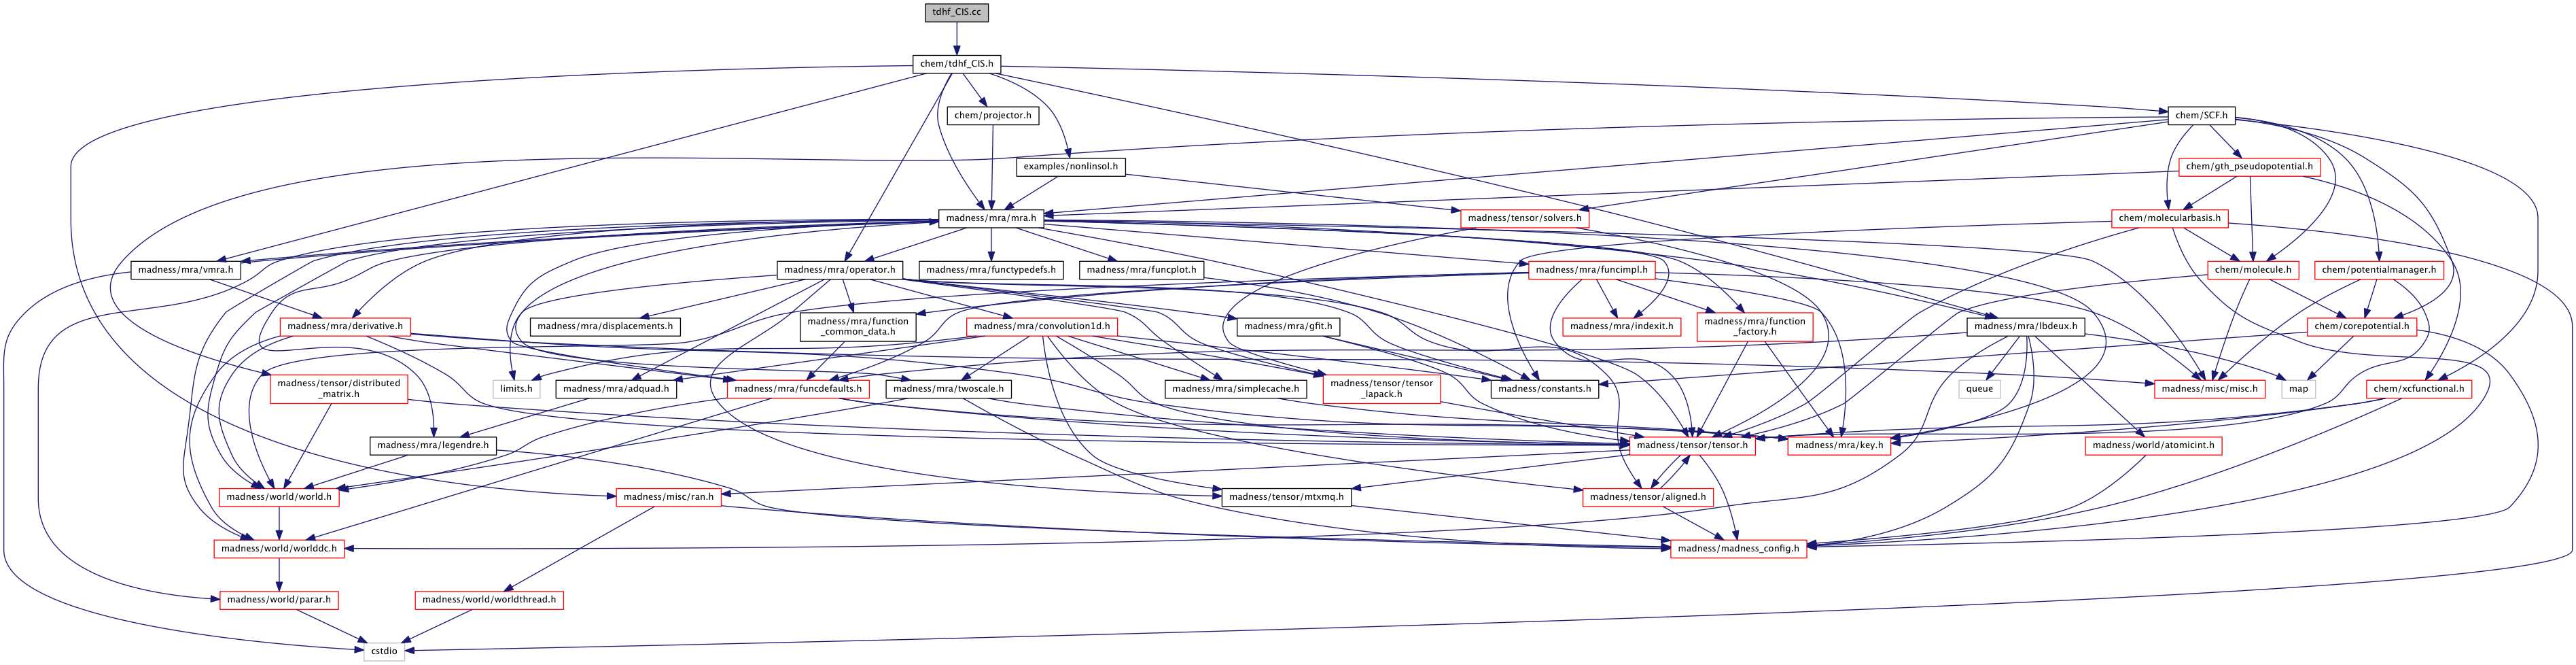 tdhf_CIS.cc
chem/tdhf_CIS.h
chem/projector.h
chem/SCF.h
examples/nonlinsol.h
chem/gth_pseudopotential.h
madness/mra/mra.h
madness/tensor/solvers.h
chem/molecularbasis.h
madness/mra/vmra.h
madness/mra/operator.h
madness/mra/functypedefs.h
madness/mra/funcplot.h
madness/mra/funcimpl.h
chem/molecule.h
chem/potentialmanager.h
madness/mra/derivative.h
madness/mra/displacements.h
madness/mra/function
_common_data.h
madness/mra/convolution1d.h
madness/mra/gfit.h
madness/mra/indexit.h
madness/mra/function
_factory.h
madness/mra/lbdeux.h
chem/corepotential.h
madness/tensor/distributed
_matrix.h
limits.h
madness/mra/adquad.h
madness/mra/funcdefaults.h
madness/mra/twoscale.h
madness/mra/simplecache.h
madness/tensor/tensor
_lapack.h
madness/constants.h
queue
madness/misc/misc.h
map
chem/xcfunctional.h
madness/mra/legendre.h
madness/tensor/tensor.h
madness/mra/key.h
madness/world/atomicint.h
madness/world/world.h
madness/misc/ran.h
madness/tensor/mtxmq.h
madness/tensor/aligned.h
madness/world/worlddc.h
madness/madness_config.h
madness/world/parar.h
madness/world/worldthread.h
cstdio